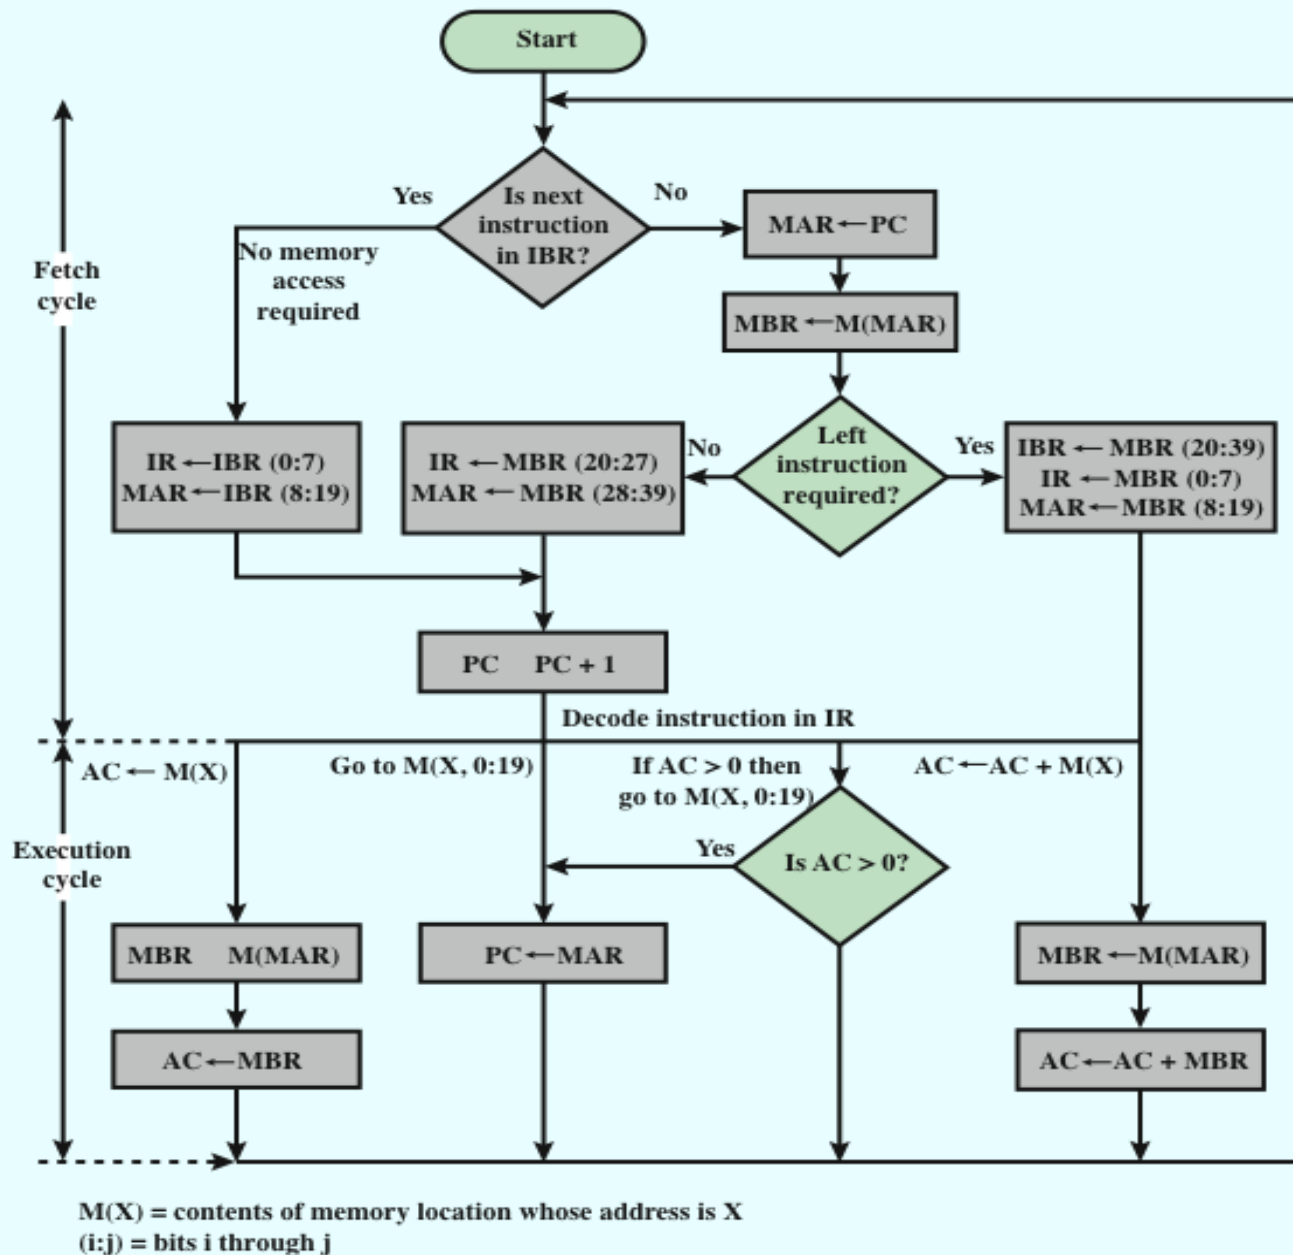 Start
Fetch
cycle
Yes
Is next
instruction
in IBR?
No
MAR ← PC
No memory
access
required
MBR ← M(MAR)
Left
instruction
required?
No
Yes
IR ← IBR (0:7)
MAR ← IBR (8:19)
IR ← MBR (20:27)
MAR ← MBR (28:39)
IBR ← MBR (20:39)
IR ← MBR (0:7)
MAR ← MBR (8:19)
PC PC + 1
Decode instruction in IR
AC ← M(X)
Go to M(X, 0:19)
If AC > 0 then
go to M(X, 0:19)
AC ← AC + M(X)
Execution
cycle
Yes
Is AC > 0?
MBR M(MAR)
PC ← MAR
MBR ← M(MAR)
AC ← MBR
AC ← AC + MBR
M(X) = contents of memory location whose address is X
(i:j) = bits i through j